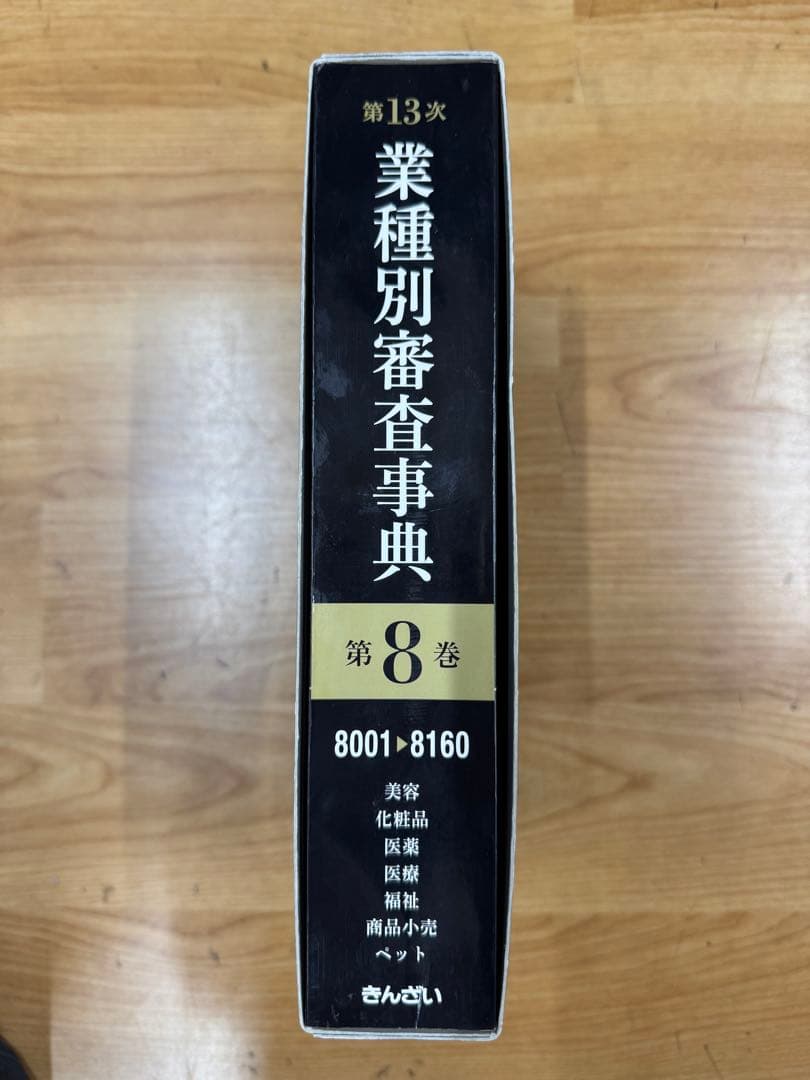 第13次
業種別審査事典
第8巻
8001▶8160
美容
化粧品
医薬
医療
福祉
商品小売
ペット
きんざい